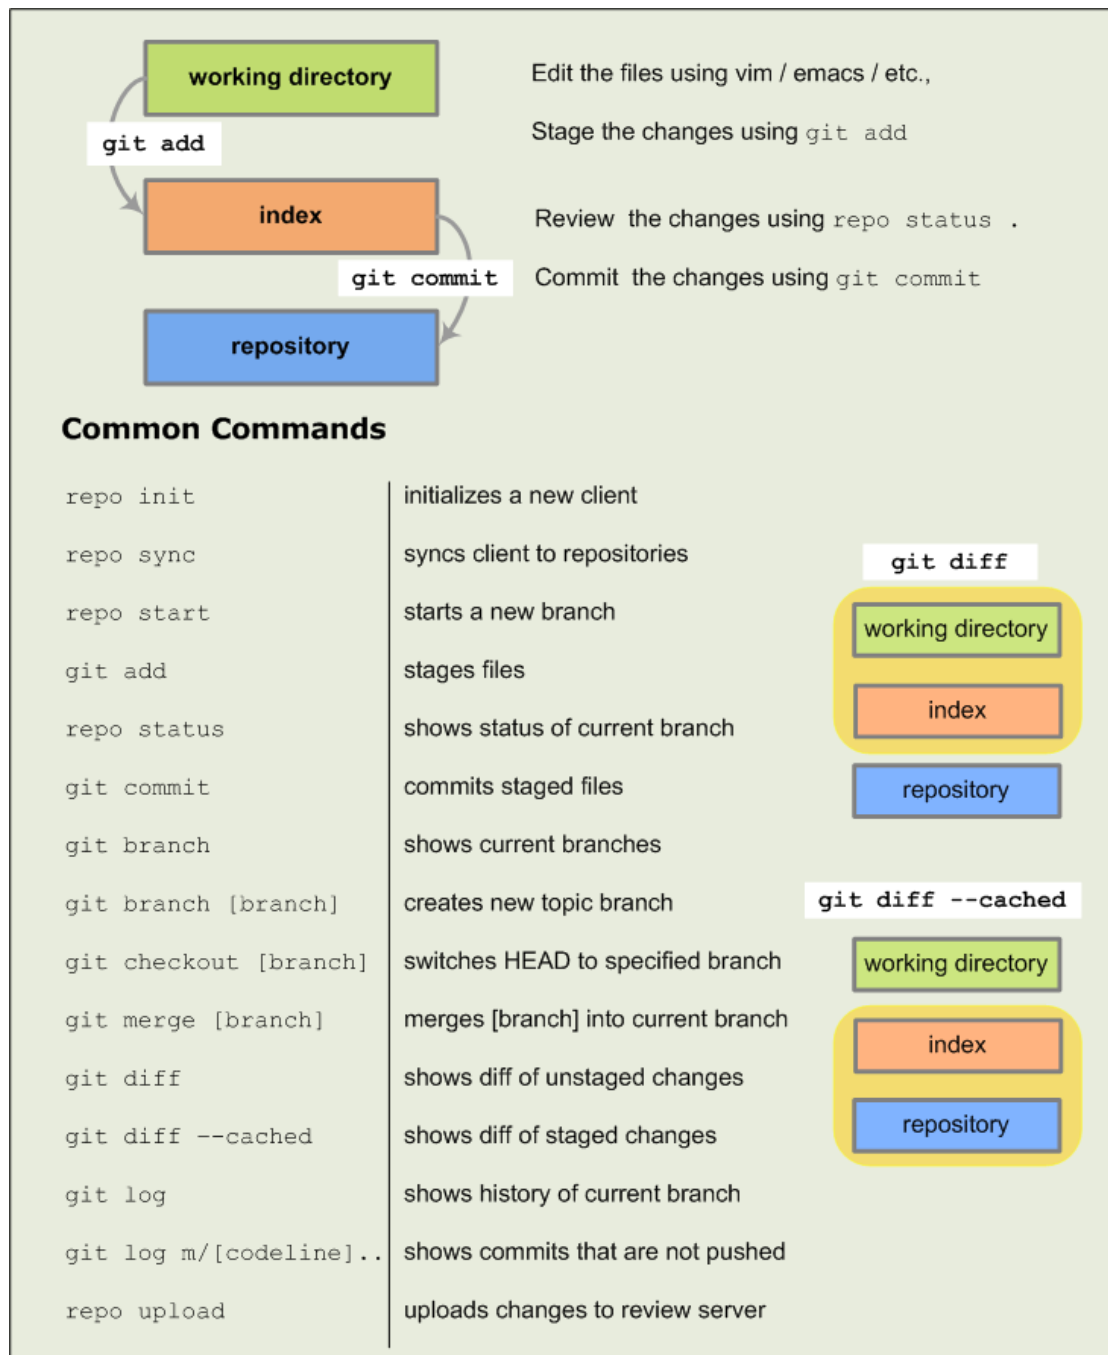 working directory
Edit the files using vim / emacs / etc.,
git add
Stage the changes using git add
index
Review the changes using repo status .
git commit
Commit the changes using git commit
repository
Common Commands
repo init initializes a new client
repo sync syncs client to repositories
repo start starts a new branch
git add stages files
repo status shows status of current branch
git commit commits staged files
git branch shows current branches
git branch [branch] creates new topic branch
git checkout [branch] switches HEAD to specified branch
git merge [branch] merges [branch] into current branch
git diff shows diff of unstaged changes
git diff --cached shows diff of staged changes
git log shows history of current branch
git log m/[codeline].. shows commits that are not pushed
repo upload uploads changes to review server
git diff
working directory
index
repository
git diff --cached
working directory
index
repository